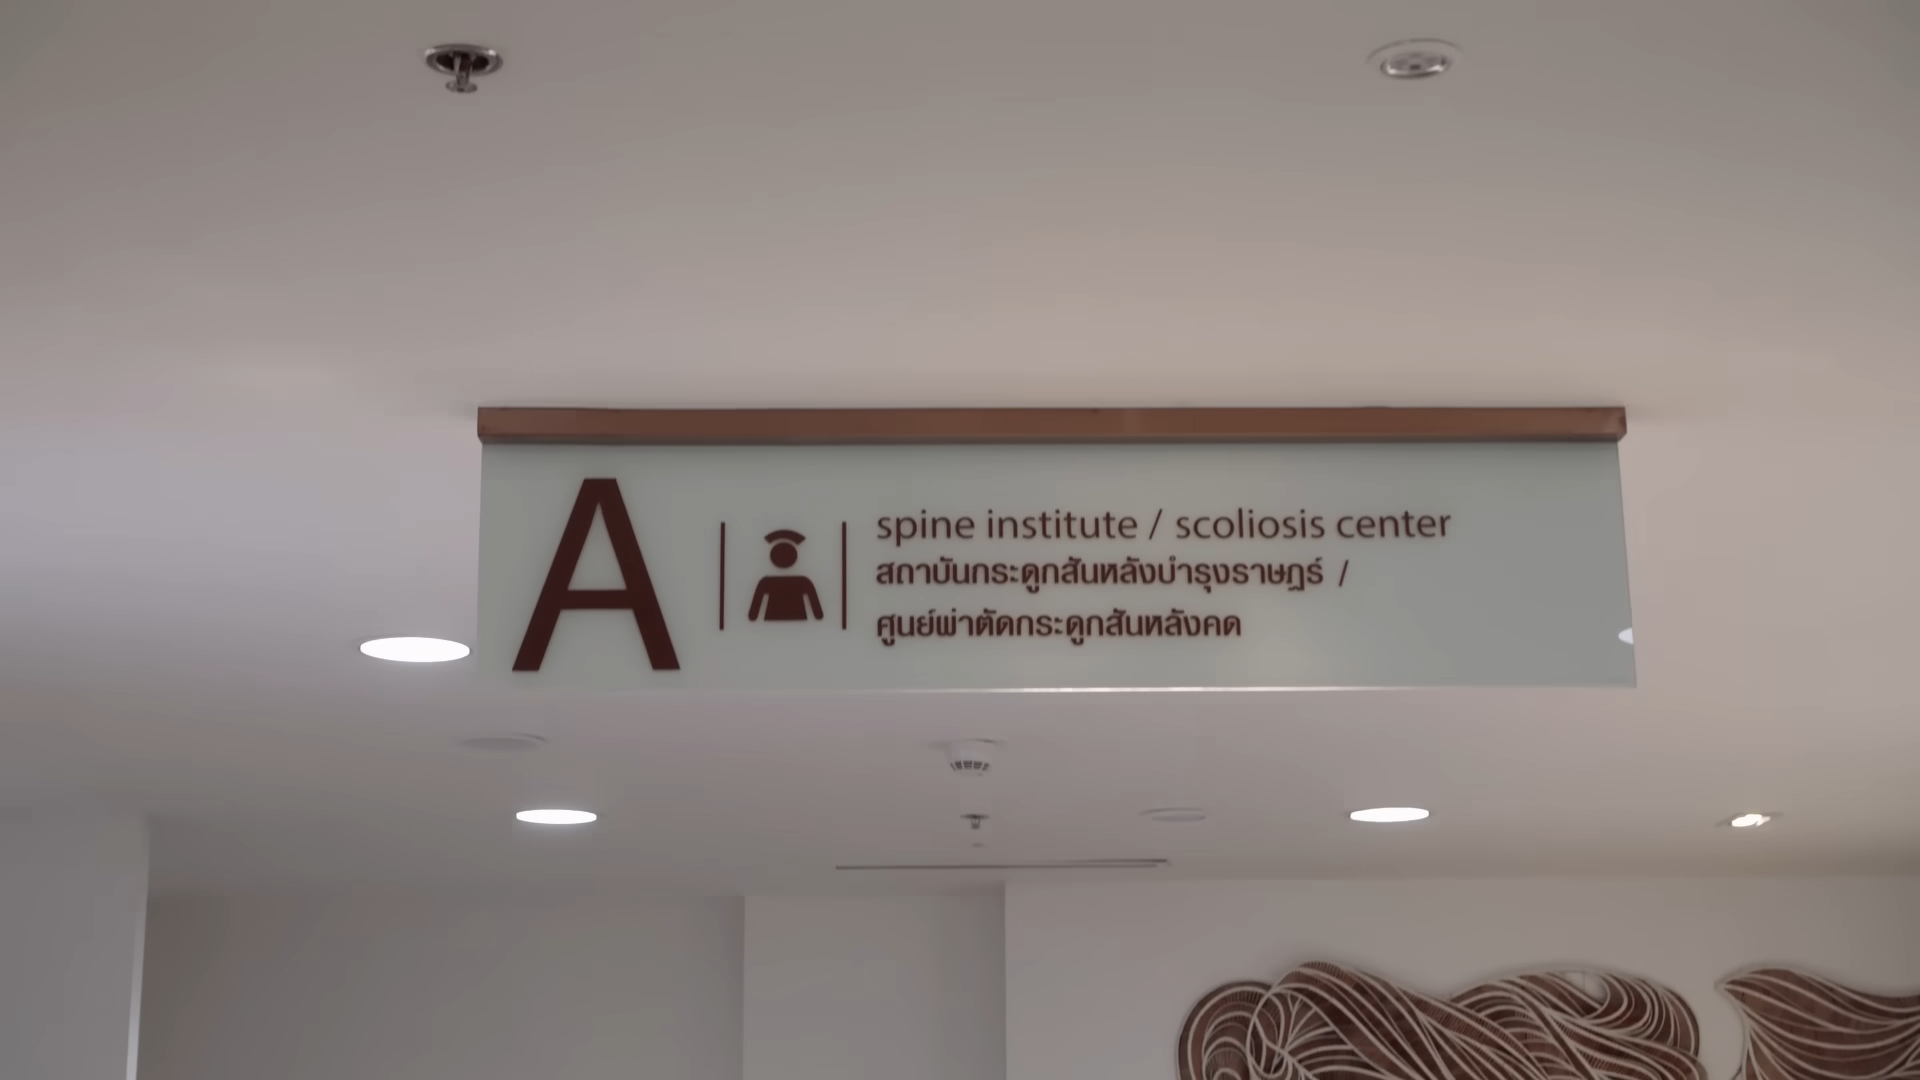 A
spine institute / scoliosis center
สถาบันกระดูกสันหลังบำรุงราษฎร์ /
ศูนย์ผ่าตัดกระดูกสันหลังคด